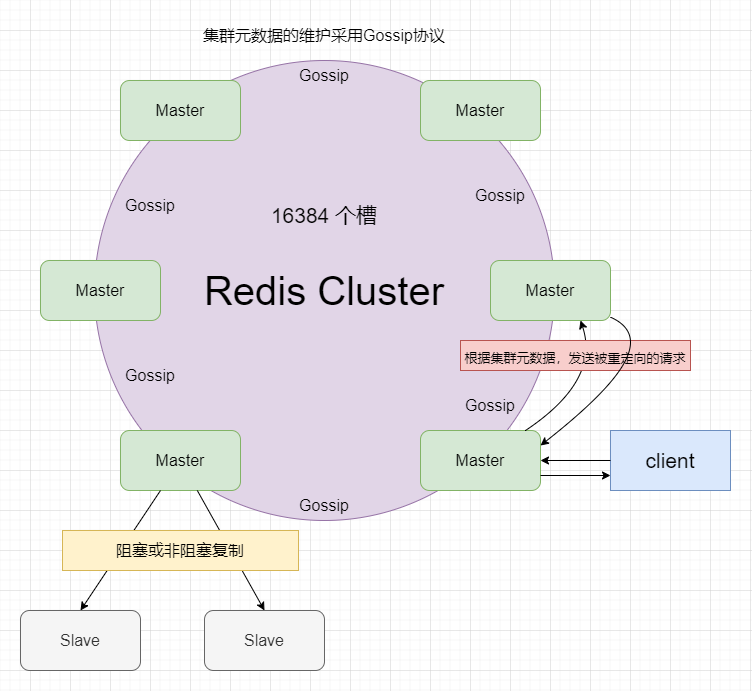 集群元数据的维护采用Gossip协议
Gossip
Master
Master
Gossip
Gossip
16384 个槽
Master
Redis Cluster
Master
根据集群元数据，发送被重定向的请求
Gossip
Gossip
Master
Master
client
Gossip
阻塞或非阻塞复制
Slave
Slave